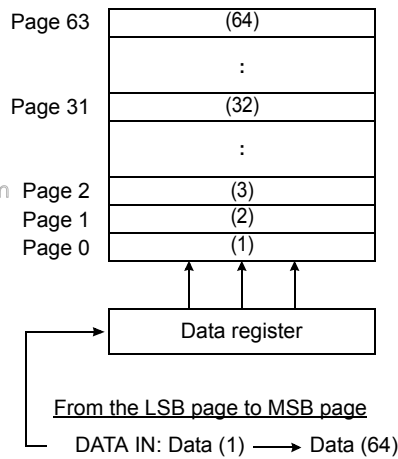 Page 63 (64)
:
Page 31 (32)
:
Page 2 (3)
Page 1 (2)
Page 0 (1)
Data register
From the LSB page to MSB page
DATA IN: Data (1) → Data (64)